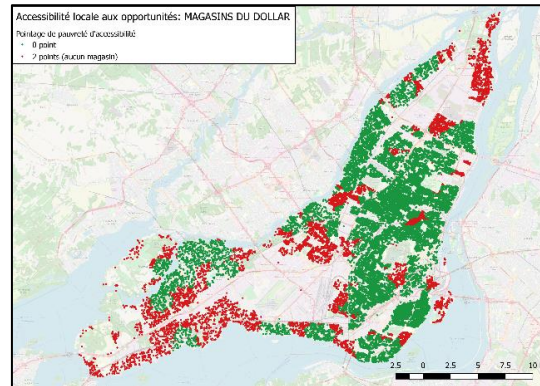 Accessibilité locale aux opportunités: MAGASINS DU DOLLAR
Pointage de pauvreté d'accessibilité
0 point
2 points (aucun magasin)
2.5 0 2.5 5 7.5 10